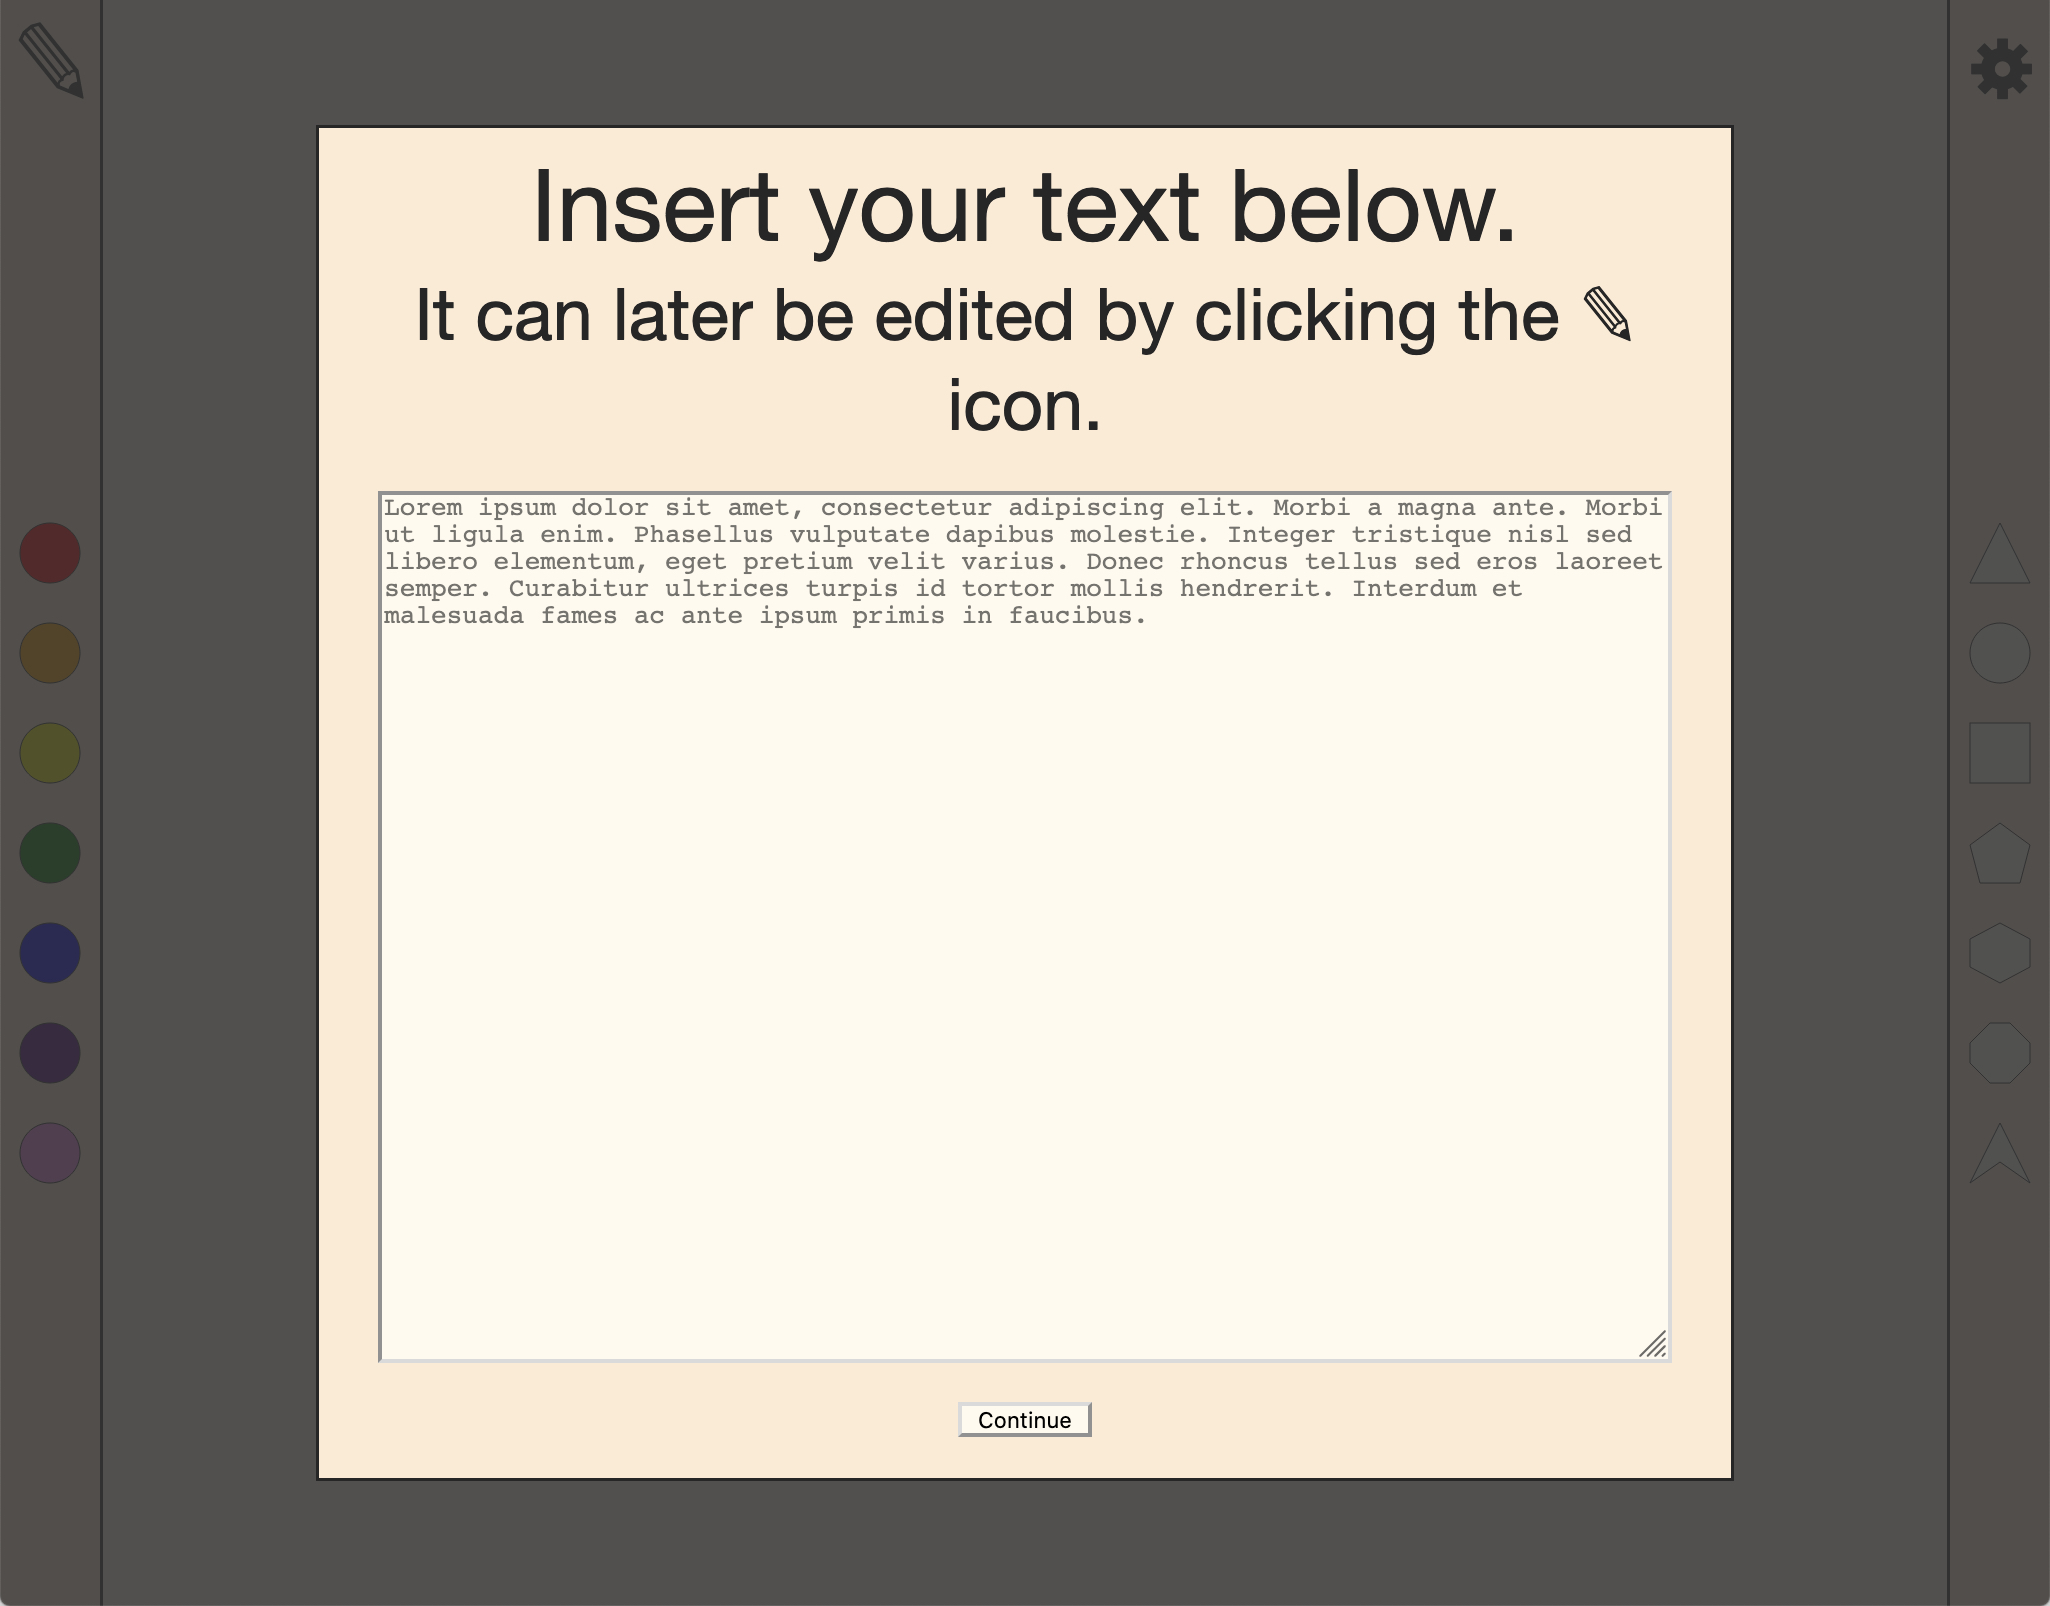 Insert your text below.
It can later be edited by clicking the ✎
icon.
Lorem ipsum dolor sit amet, consectetur adipiscing elit. Morbi a magna ante. Morbi
ut ligula enim. Phasellus vulputate dapibus molestie. Integer tristique nisl sed
libero elementum, eget pretium velit varius. Donec rhoncus tellus sed eros laoreet
semper. Curabitur ultrices turpis id tortor mollis hendrerit. Interdum et
malesuada fames ac ante ipsum primis in faucibus.
Continue